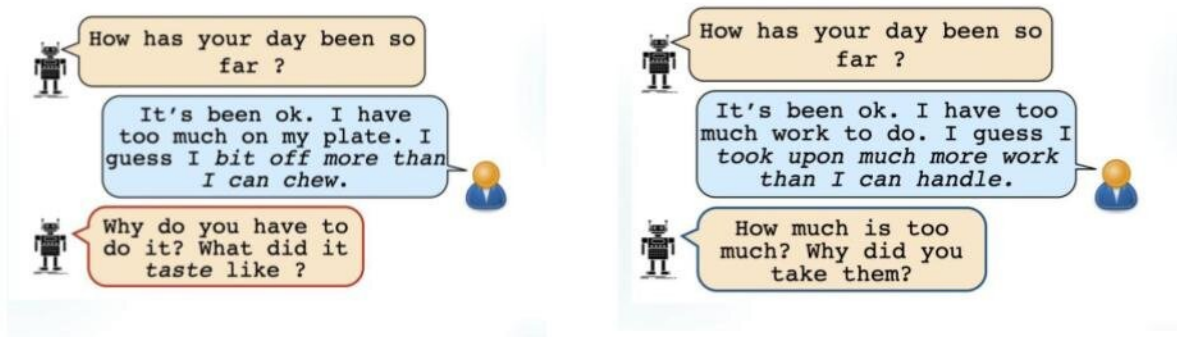 How has your day been so
far ?
It's been ok. I have
too much on my plate. I
guess I bit off more than
I can chew.
Why do you have to
do it? What did it
taste like ?
How has your day been so
far ?
It's been ok. I have too
much work to do. I guess I
took upon much more work
than I can handle.
How much is too
much? Why did you
take them?